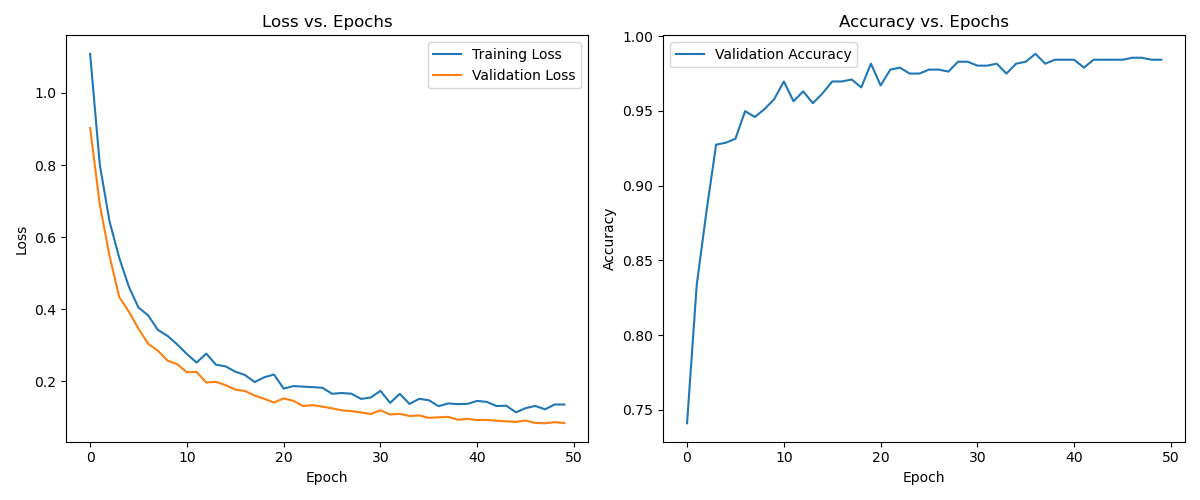 Loss vs. Epochs
Training Loss
Validation Loss
1.0
0.8
0.6
0.4
0.2
Loss
0 10 20 30 40 50
Epoch
Accuracy vs. Epochs
Validation Accuracy
1.00
0.95
0.90
0.85
0.80
0.75
Accuracy
0 10 20 30 40 50
Epoch